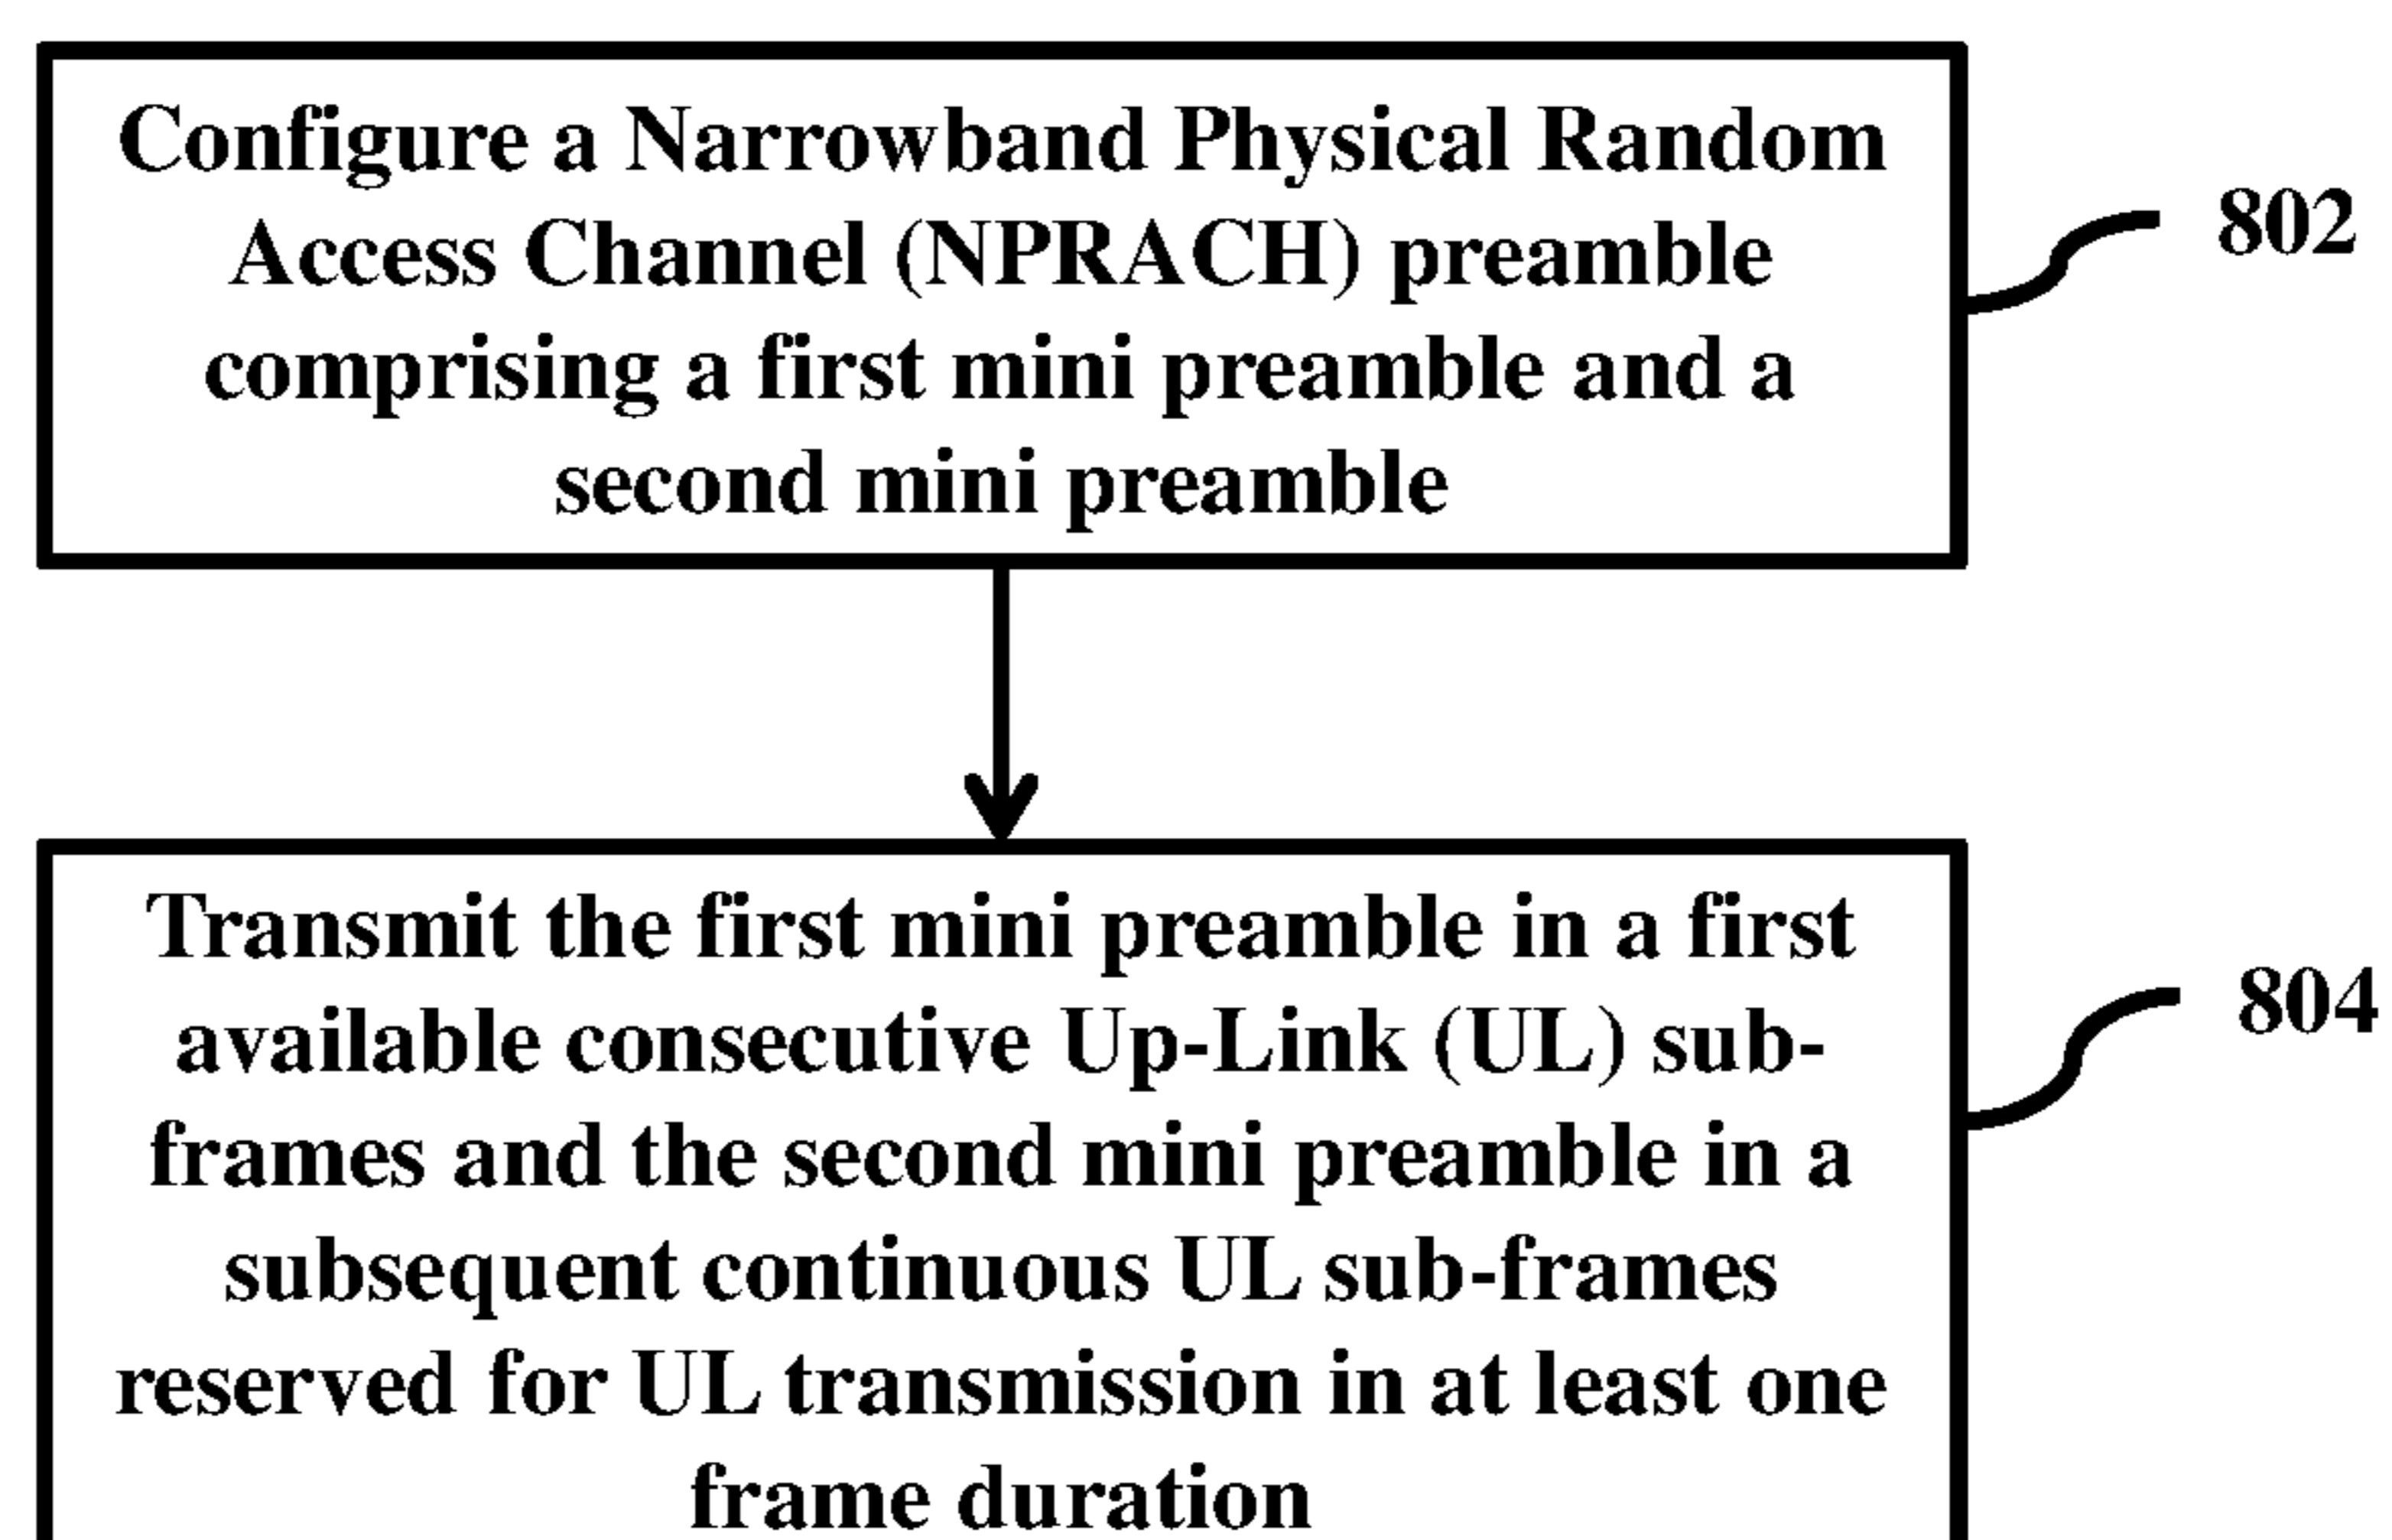 Configure a Narrowband Physical Random
Access Channel (NPRACH) preamble
comprising a first mini preamble and a
second mini preamble
802
Transmit the first mini preamble in a first
available consecutive Up-Link (UL) sub-
frames and the second mini preamble in a
subsequent continuous UL sub-frames
reserved for UL transmission in at least one
frame duration
804